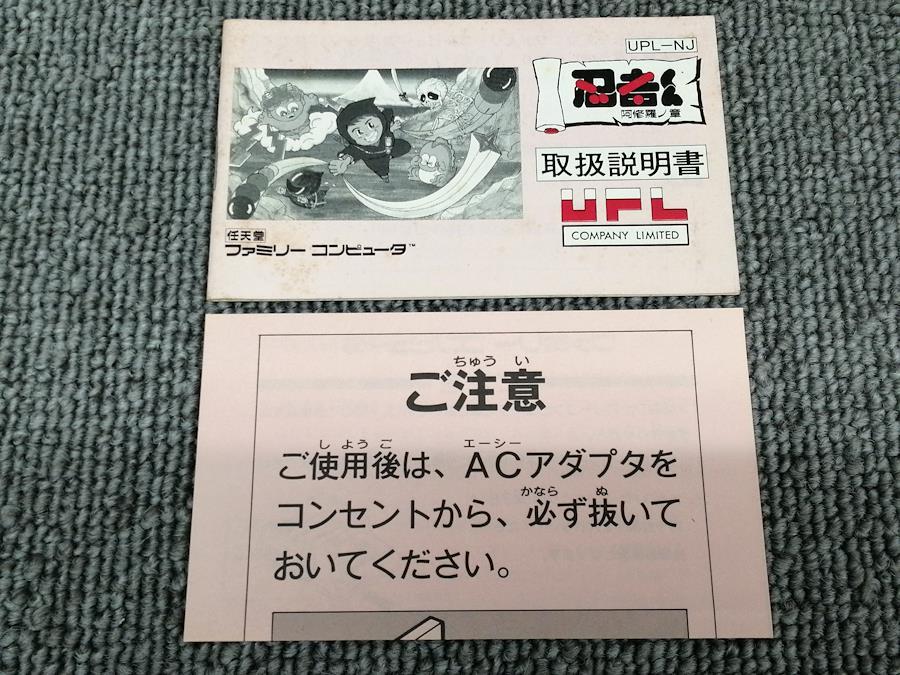 UPL-NJ
忍者くん
阿修羅ノ章
取扱説明書
UPL
COMPANY LIMITED
任天堂
ファミリー コンピュータ™
ちゅう い
ご注意
し よう ご エーシー
ご使用後は、ACアダプタを
かなら ぬ
コンセントから、必ず抜いて
おいてください。